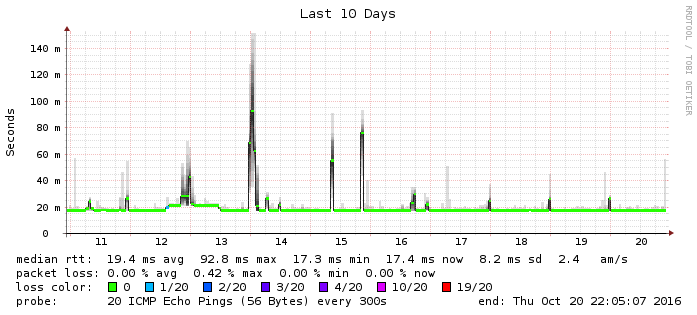 Last 10 Days
RRDTOOL / TOBI OETIKER
Seconds
140 m
120 m
100 m
80 m
60 m
40 m
20 m
0
11 12 13 14 15 16 17 18 19 20
median rtt: 19.4 ms avg 92.8 ms max 17.3 ms min 17.4 ms now 8.2 ms sd 2.4 am/s
packet loss: 0.00 % avg 0.42 % max 0.00 % min 0.00 % now
loss color: 0 1/20 2/20 3/20 4/20 10/20 19/20
probe: 20 ICMP Echo Pings (56 Bytes) every 300s end: Thu Oct 20 22:05:07 2016